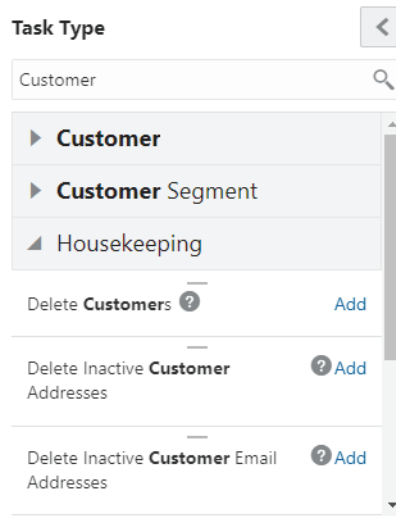 Task Type
Customer
Customer
Customer Segment
Housekeeping
Delete Customers ? Add
Delete Inactive Customer ? Add
Addresses
Delete Inactive Customer Email ? Add
Addresses